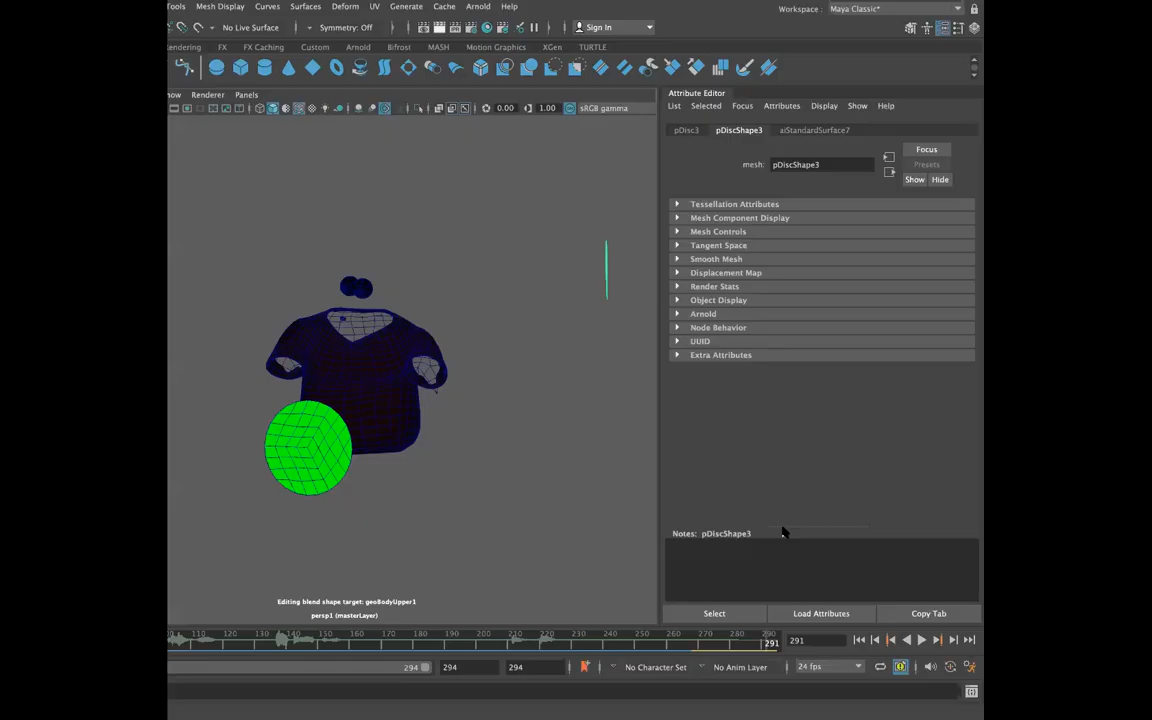 Tools Mesh Display Curves Surfaces Deform UV Generate Cache Arnold Help Workspace : Maya Classic*
No Live Surface Symmetry: Off Sign In
Rendering FX FX Caching Custom Arnold Bifrost MASH Motion Graphics XGen TURTLE
Renderer Panels
0.00 1.00 sRGB gamma
Attribute Editor
List Selected Focus Attributes Display Show Help
pDisc3 pDiscShape3 aiStandardSurface7
Focus
mesh: pDiscShape3 Presets
Show Hide
Tessellation Attributes
Mesh Component Display
Mesh Controls
Tangent Space
Smooth Mesh
Displacement Map
Render Stats
Object Display
Arnold
Node Behavior
UUID
Extra Attributes
Notes: pDiscShape3
Editing blend shape target: geoBodyUpper1
persp1 (masterLayer)
Select Load Attributes Copy Tab
110 120 130 140 150 160 170 180 190 200 210 220 230 240 250 260 270 280 290
291 291
294 294 294 No Character Set No Anim Layer 24 fps